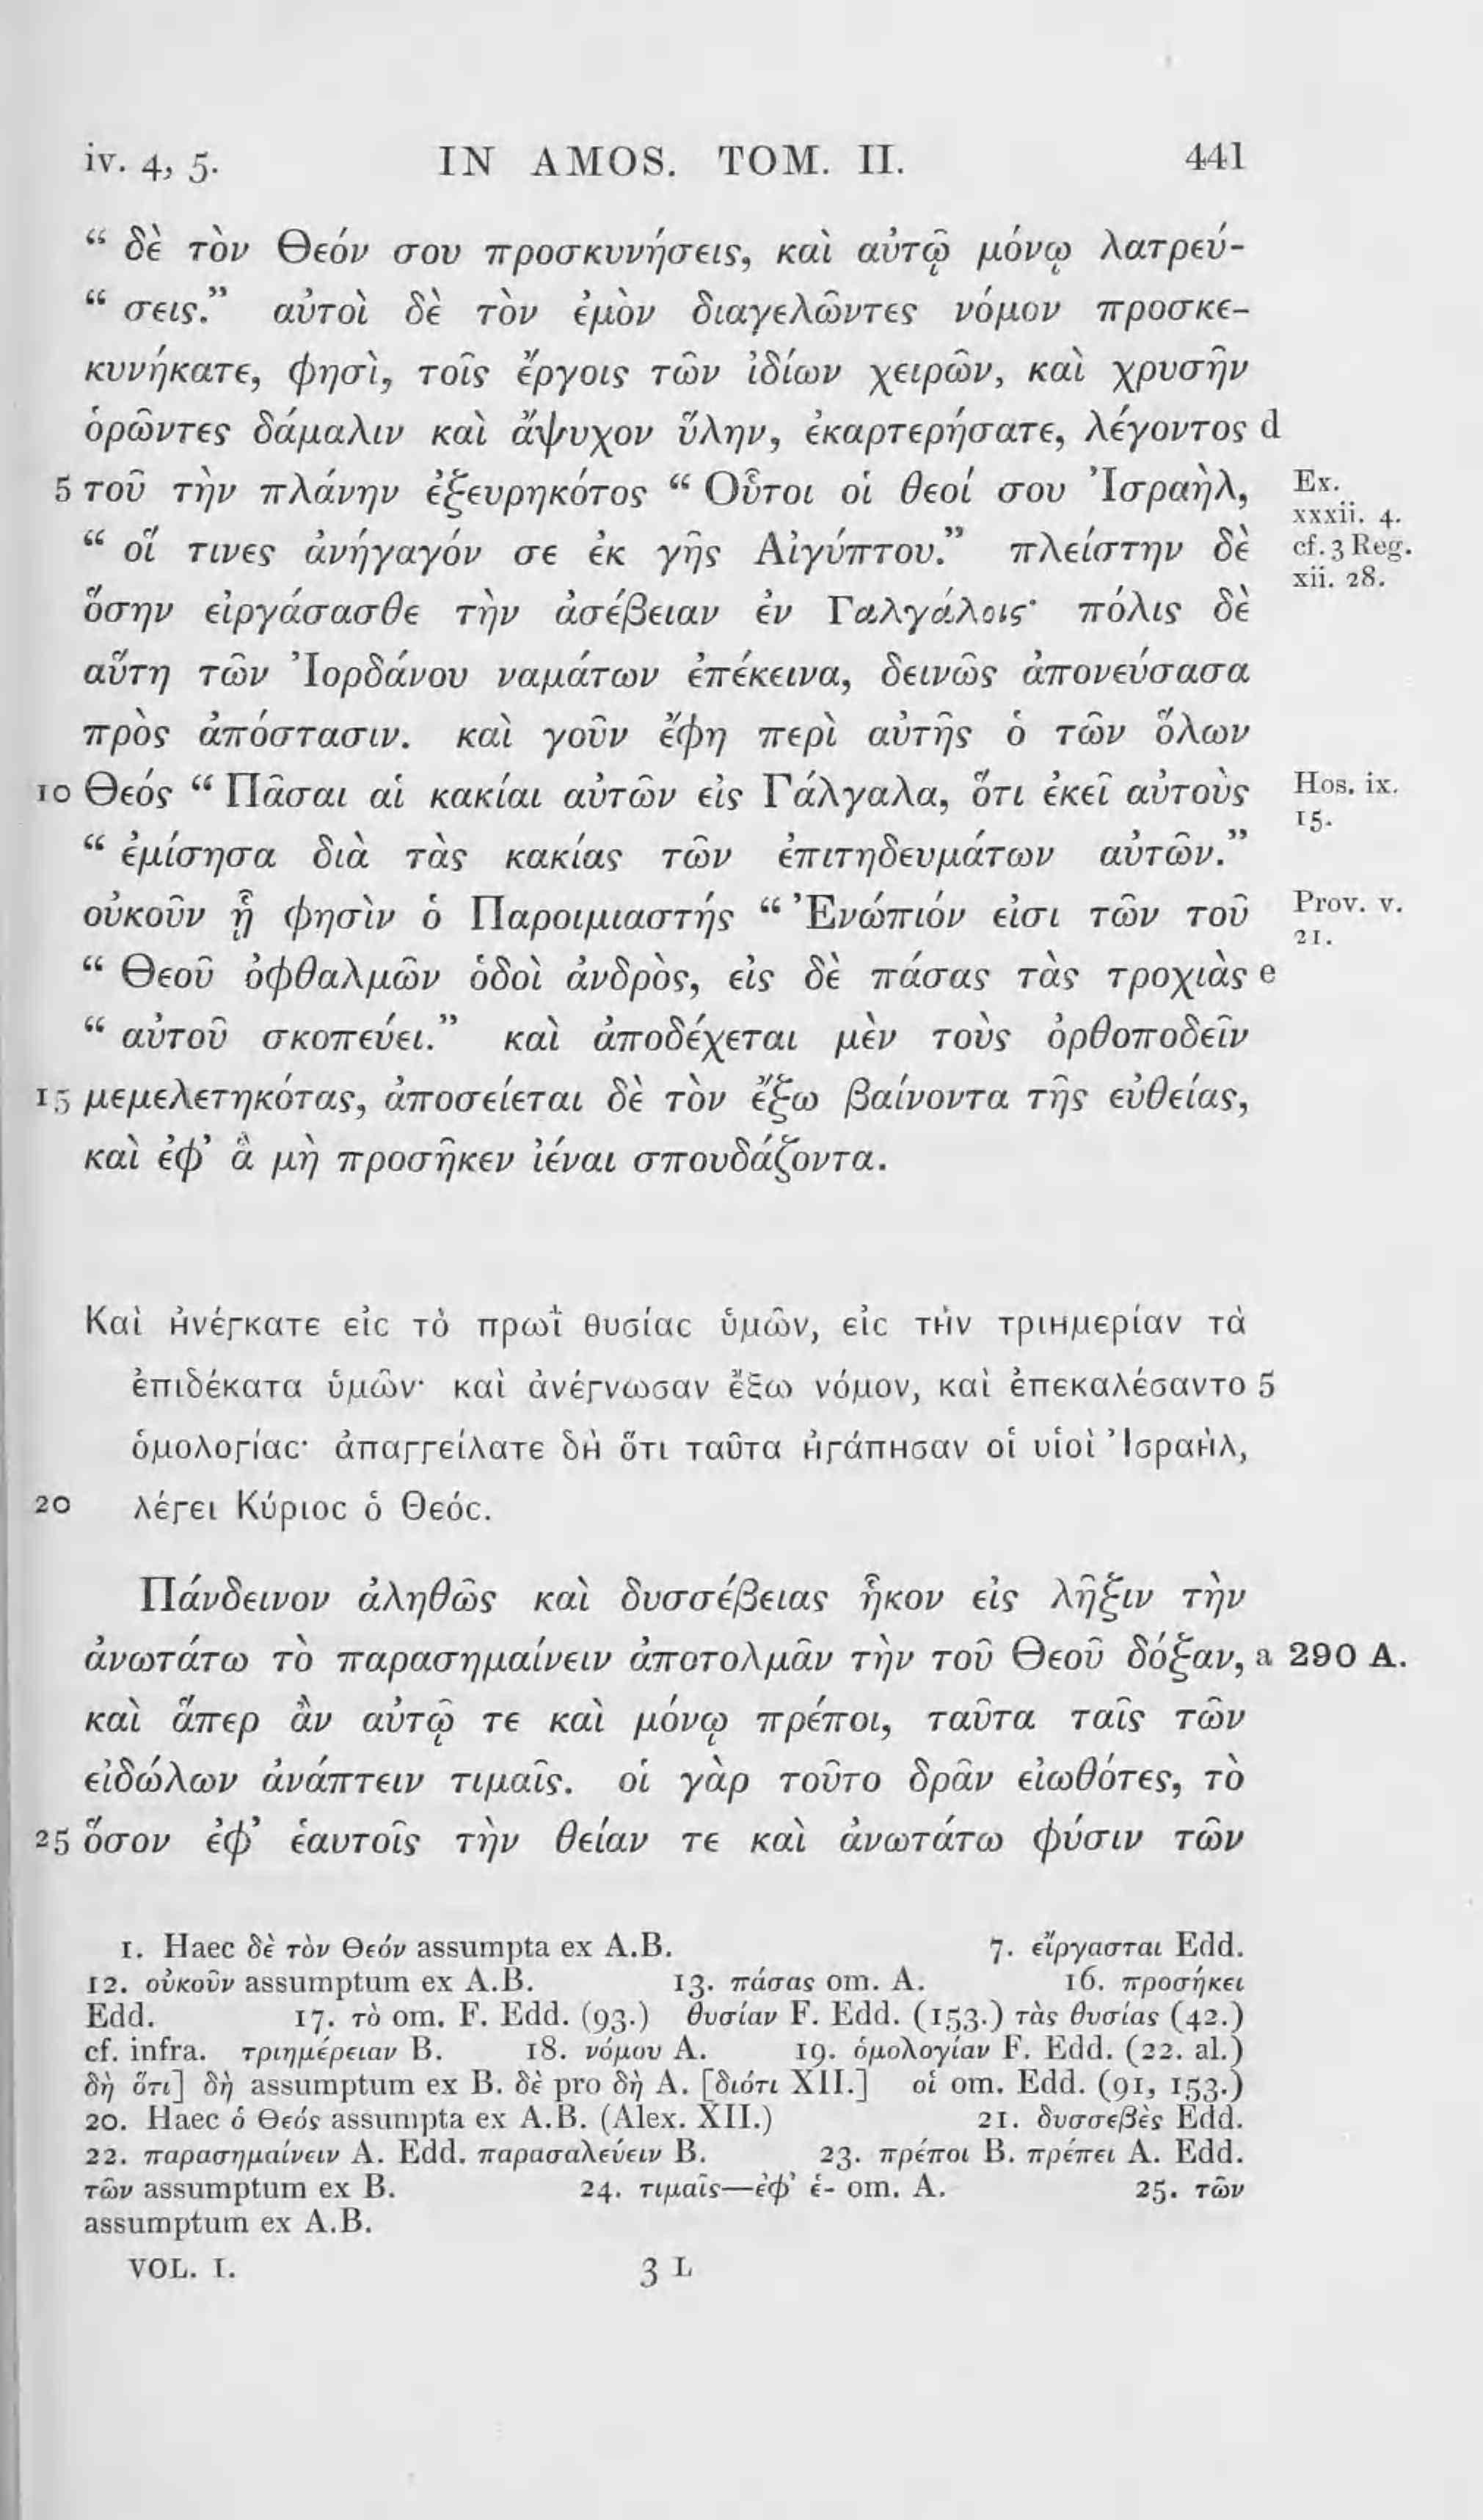 iv. 4, 5. IN AMOS. TOM. II. 441
“ δὲ τὸν Θεόν σου προσκυνήσεις, καὶ αὐτῷ μόνῳ λατρεύ-
“ σεις.” αὐτοὶ δὲ τὸν ἐμὸν διαγελῶντες νόμον προσκε-
κυνήκατε, φησὶ, τοῖς ἔργοις τῶν ἰδίων χειρῶν, καὶ χρυσῆν
ὁρῶντες δάμαλιν καὶ ἄψυχον ὕλην, ἐκαρτερήσατε, λέγοντος d
5 τοῦ τὴν πλάνην ἐξευρηκότος “ Οὗτοι οἱ θεοί σου Ἰσραὴλ, Ex.
xxxii. 4.
“ οἵ τινες ἀνήγαγόν σε ἐκ γῆς Αἰγύπτου.” πλείστην δὲ cf. 3 Reg.
xii. 28.
ὅσην εἰργάσασθε τὴν ἀσέβειαν ἐν Γαλγάλοις· πόλις δὲ
αὕτη τῶν Ἰορδάνου ναμάτων ἐπέκεινα, δεινῶς ἀπονεύσασα
πρὸς ἀπόστασιν. καὶ γοῦν ἔφη περὶ αὐτῆς ὁ τῶν ὅλων
10 Θεός “ Πᾶσαι αἱ κακίαι αὐτῶν εἰς Γάλγαλα, ὅτι ἐκεῖ αὐτοὺς Hos. ix.
15.
“ ἐμίσησα διὰ τὰς κακίας τῶν ἐπιτηδευμάτων αὐτῶν.”
οὐκοῦν ᾗ φησὶν ὁ Παροιμιαστής “ Ἐνώπιόν εἰσι τῶν τοῦ Prov. v.
21.
“ Θεοῦ ὀφθαλμῶν ὁδοὶ ἀνδρὸς, εἰς δὲ πάσας τὰς τροχιὰς e
“ αὐτοῦ σκοπεύει.” καὶ ἀποδέχεται μὲν τοὺς ὀρθοποδεῖν
15 μεμελετηκότας, ἀποσείεται δὲ τὸν ἔξω βαίνοντα τῆς εὐθείας,
καὶ ἐφ’ ἃ μὴ προσῆκεν ἰέναι σπουδάζοντα.
Καὶ ἠνέγκατε εἰς τὸ πρωῒ θυσίας ὑμῶν, εἰς τὴν τριημερίαν τὰ
ἐπιδέκατα ὑμῶν· καὶ ἀνέγνωσαν ἔξω νόμον, καὶ ἐπεκαλέσαντο 5
ὁμολογίας· ἀπαγγείλατε δὴ ὅτι ταῦτα ἠγάπησαν οἱ υἱοὶ Ἰσραὴλ,
20 λέγει Κύριος ὁ Θεός.
Πάνδεινον ἀληθῶς καὶ δυσσέβειας ἧκον εἰς λῆξιν τὴν
ἀνωτάτω τὸ παρασημαίνειν ἀποτολμᾶν τὴν τοῦ Θεοῦ δόξαν, a 290 A.
καὶ ἅπερ ἂν αὐτῷ τε καὶ μόνῳ πρέποι, ταῦτα ταῖς τῶν
εἰδώλων ἀνάπτειν τιμαῖς. οἱ γὰρ τοῦτο δρᾶν εἰωθότες, τὸ
25 ὅσον ἐφ’ ἑαυτοῖς τὴν θείαν τε καὶ ἀνωτάτω φύσιν τῶν
1. Haec δὲ τὸν Θεόν assumpta ex A.B. 7. εἴργασται Edd.
12. οὐκοῦν assumptum ex A.B. 13. πάσας om. A. 16. προσήκει
Edd. 17. τὸ om. F. Edd. (93.) θυσίαν F. Edd. (153.) τὰς θυσίας (42.)
cf. infra. τριημέρειαν B. 18. νόμου A. 19. ὁμολογίαν F. Edd. (22. al.)
δὴ ὅτι] δὴ assumptum ex B. δὲ pro δὴ A. [διότι XII.] οἱ om. Edd. (91, 153.)
20. Haec ὁ Θεός assumpta ex A.B. (Alex. XII.) 21. δυσσεβὲς Edd.
22. παρασημαίνειν A. Edd. παρασαλεύειν B. 23. πρέποι B. πρέπει A. Edd.
τῶν assumptum ex B. 24. τιμαῖς—ἐφ’ ἑ- om. A. 25. τῶν
assumptum ex A.B.
VOL. I. 3 L